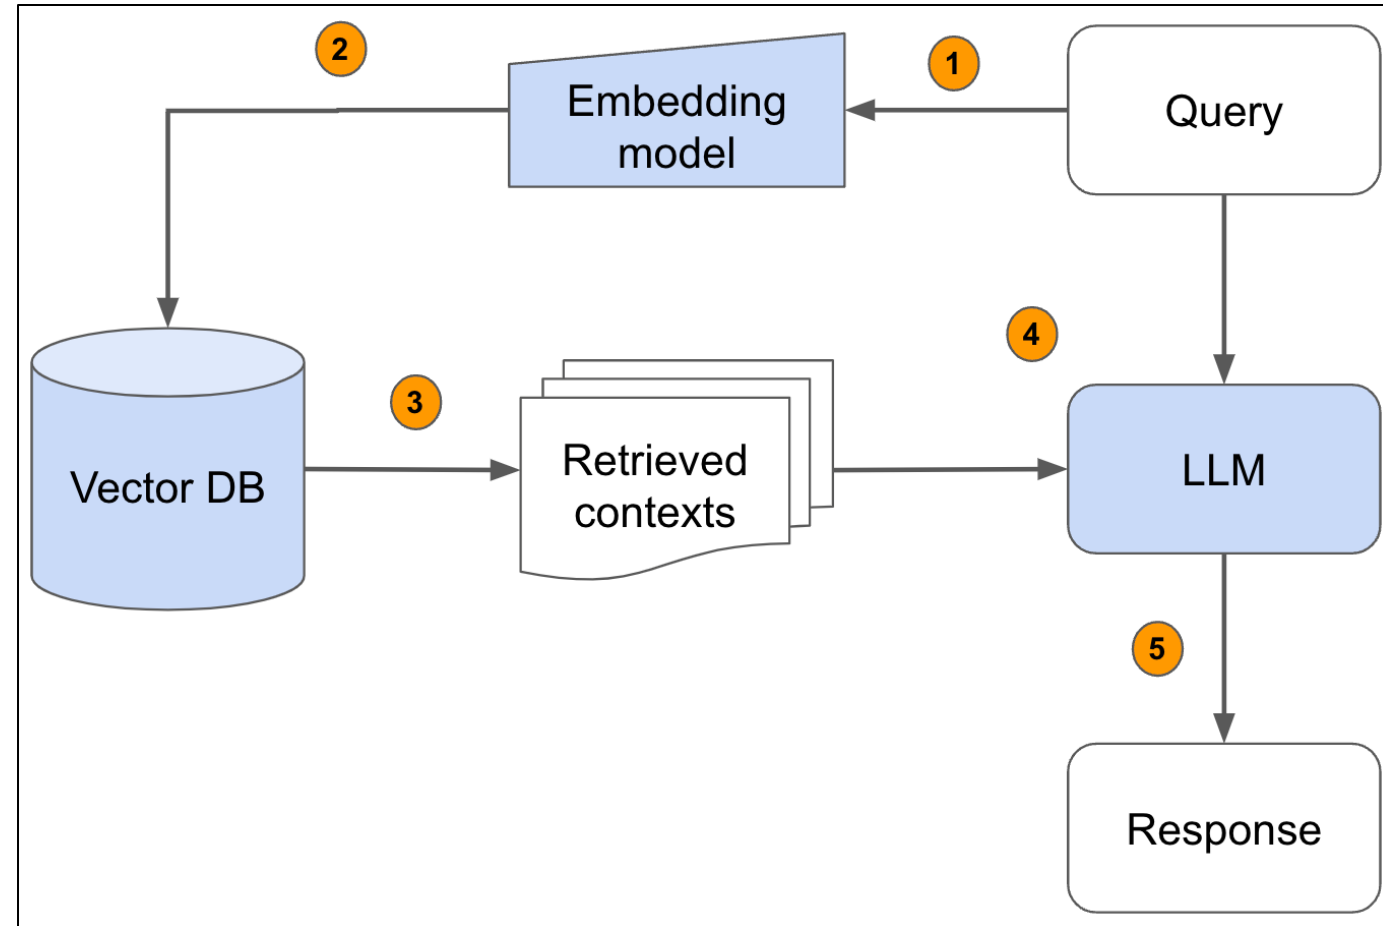 2
1
Embedding
model
Query
4
3
Retrieved
contexts
Vector DB
LLM
5
Response